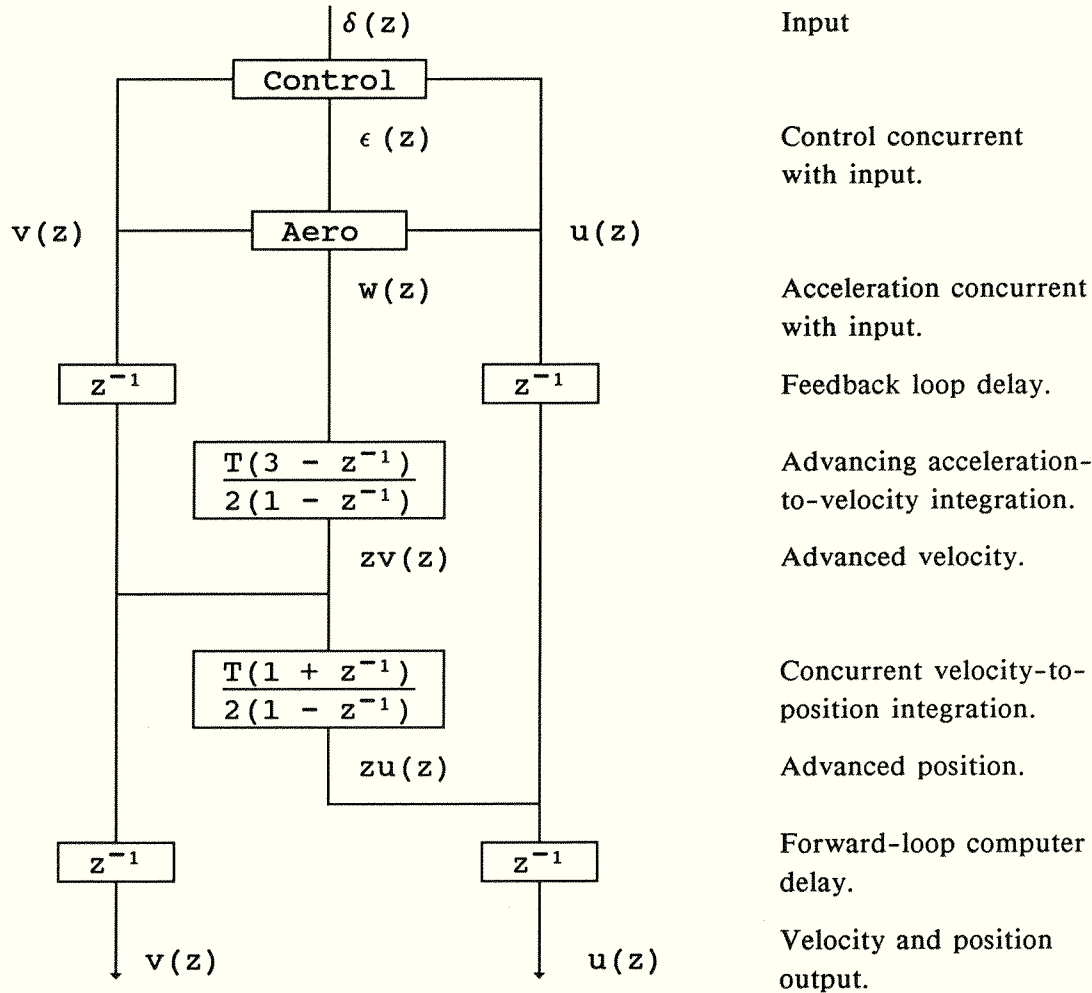 δ(z)
Input
Control
ϵ(z)
Control concurrent
with input.
v(z)
Aero
u(z)
w(z)
Acceleration concurrent
with input.
z⁻¹
z⁻¹
Feedback loop delay.
T(3 - z⁻¹)
2(1 - z⁻¹)
Advancing acceleration-
to-velocity integration.
zv(z)
Advanced velocity.
T(1 + z⁻¹)
2(1 - z⁻¹)
Concurrent velocity-to-
position integration.
zu(z)
Advanced position.
z⁻¹
z⁻¹
Forward-loop computer
delay.
v(z)
u(z)
Velocity and position
output.